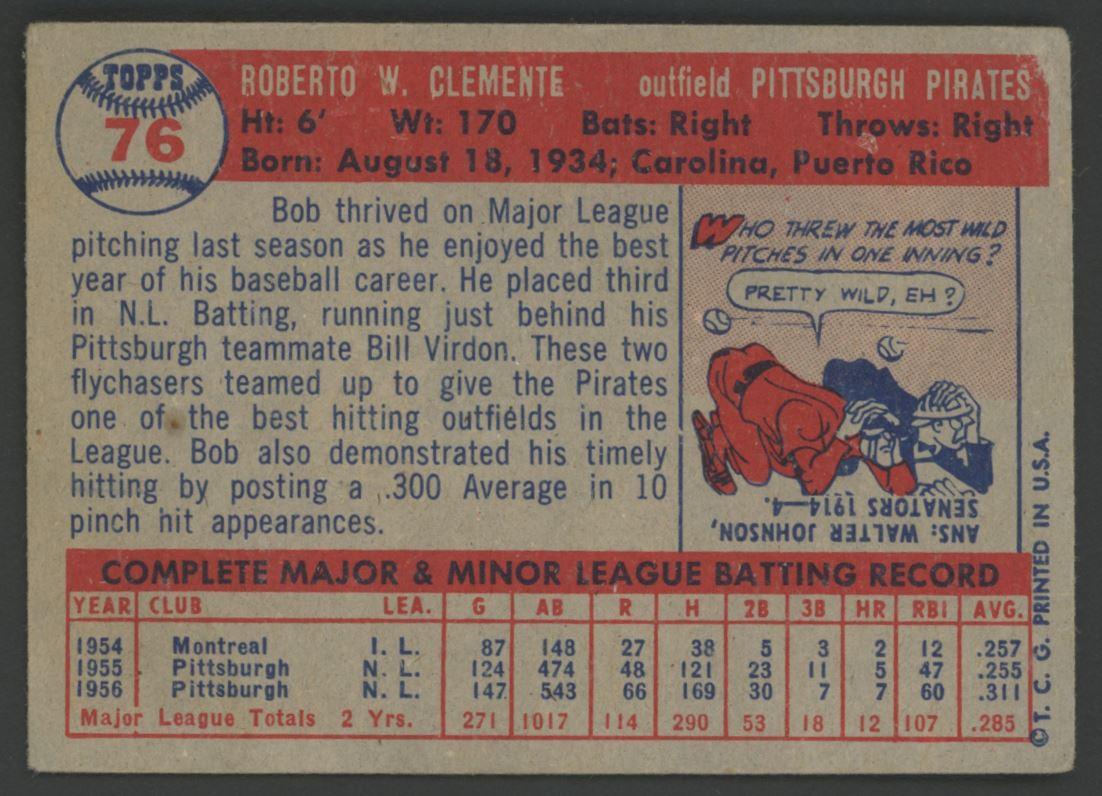 TOPPS
76
ROBERTO W. CLEMENTE outfield PITTSBURGH PIRATES
Ht: 6' Wt: 170 Bats: Right Throws: Right
Born: August 18, 1934; Carolina, Puerto Rico
Bob thrived on Major League
pitching last season as he enjoyed the best
year of his baseball career. He placed third
in N.L. Batting, running just behind his
Pittsburgh teammate Bill Virdon. These two
flychasers teamed up to give the Pirates
one of the best hitting outfields in the
League. Bob also demonstrated his timely
hitting by posting a .300 Average in 10
pinch hit appearances.
WHO THREW THE MOST WILD
PITCHES IN ONE INNING?
PRETTY WILD, EH?
ANS: WALTER JOHNSON,
SENATORS 1914—4.
COMPLETE MAJOR & MINOR LEAGUE BATTING RECORD
YEAR CLUB LEA. G AB R H 2B 3B HR RBI AVG.
1954 Montreal I. L. 87 148 27 38 5 3 2 12 .257
1955 Pittsburgh N. L. 124 474 48 121 23 11 5 47 .255
1956 Pittsburgh N. L. 147 543 66 169 30 7 7 60 .311
Major League Totals 2 Yrs. 271 1017 114 290 53 18 12 107 .285
©T. C. G. PRINTED IN U.S.A.